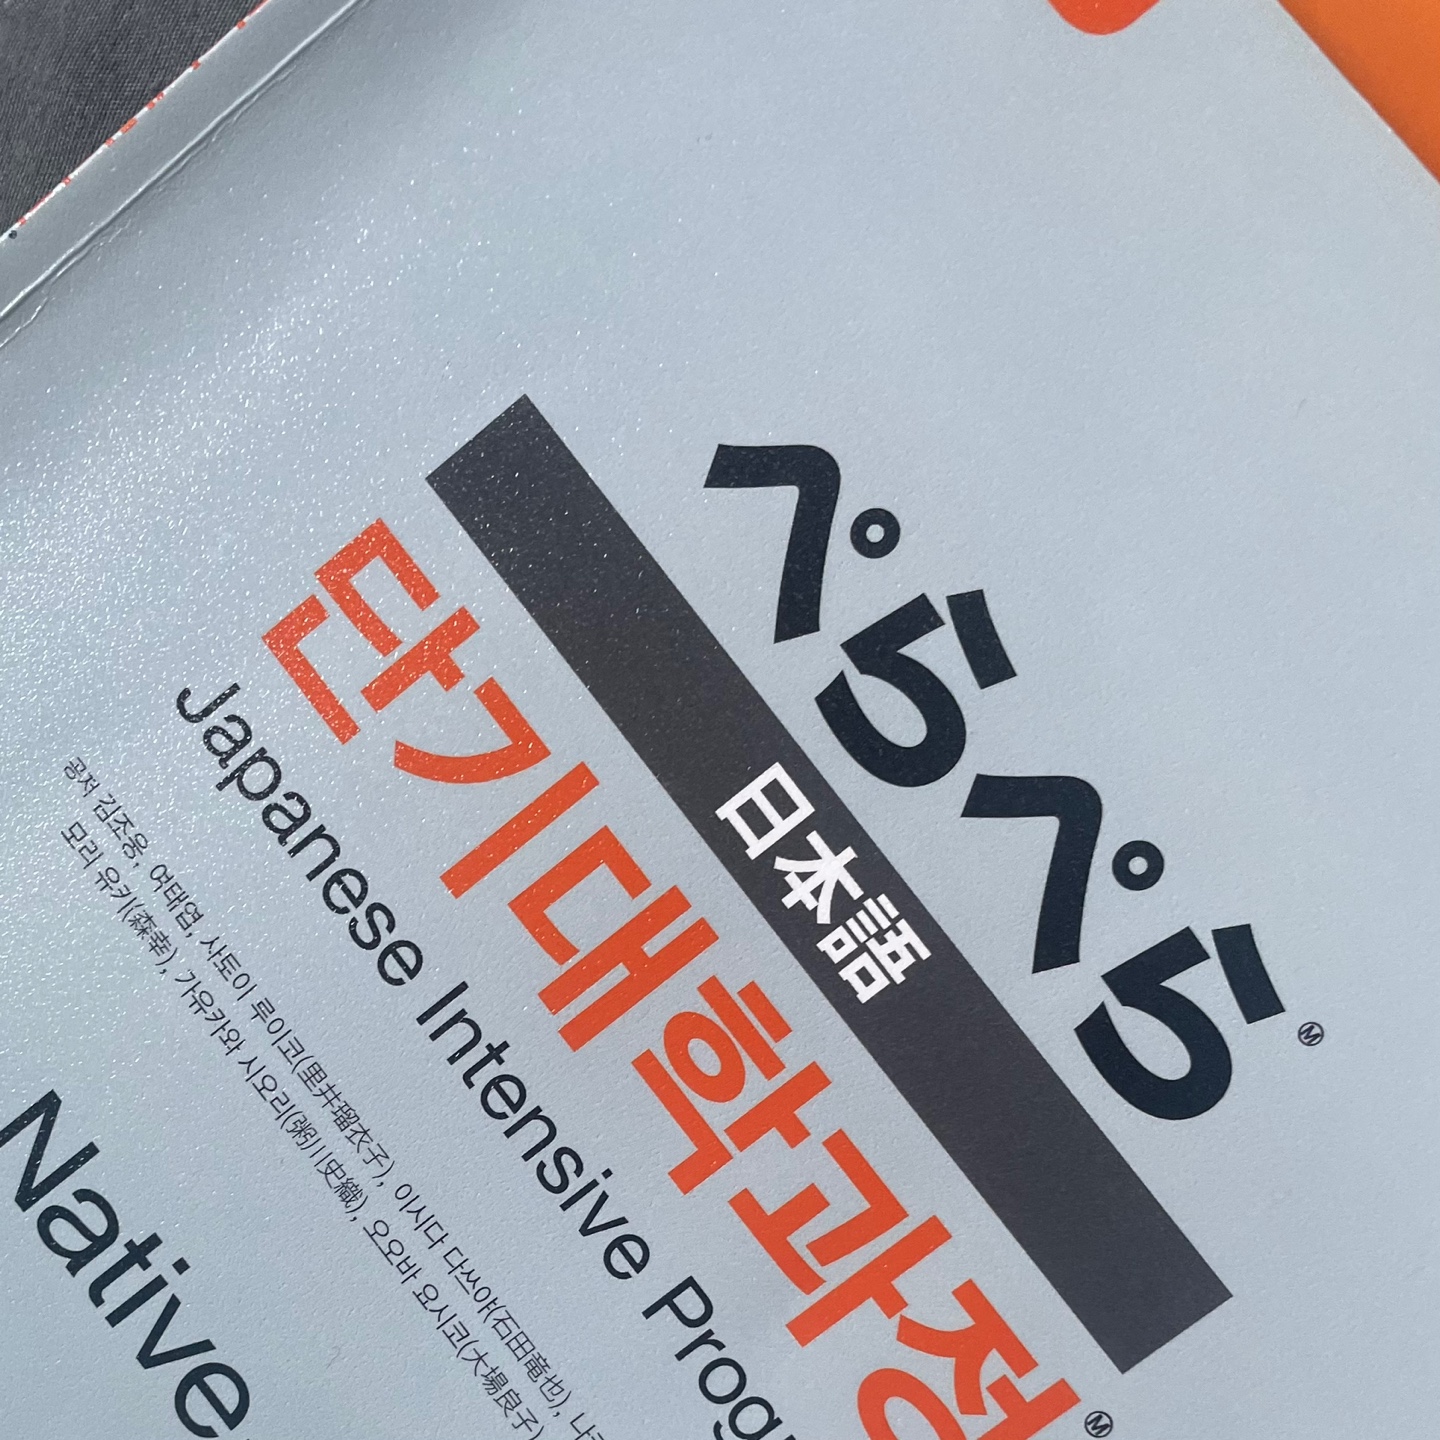 ぺらぺらⓂ
日本語
단기대학과정Ⓜ
Japanese Intensive
공저 김조웅, 여태엽, 사토이 루이코(里井瑠衣子), 이시다 다쓰야(石田竜也),
모리 유키(森幸), 가유카와 시오리(粥川史織), 오오바 요시코(大場良子)
Native